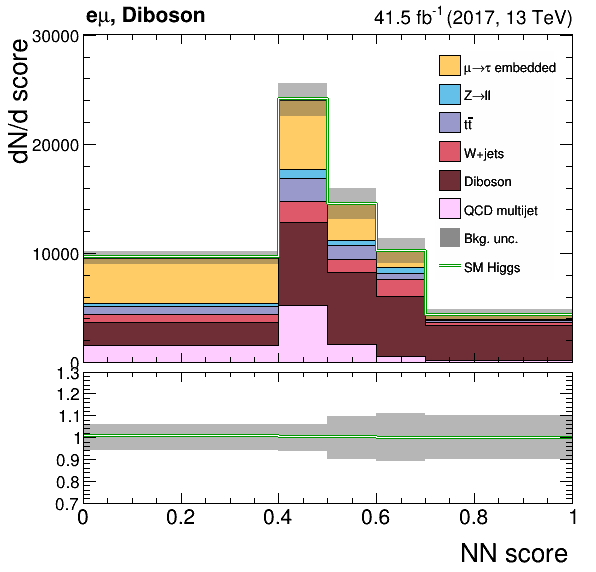 eμ, Diboson 41.5 fb⁻¹ (2017, 13 TeV)
dN/d score
30000
20000
10000
0
μ→τ embedded
Z→ll
tt̄
W+jets
Diboson
QCD multijet
Bkg. unc.
SM Higgs
1.3
1.2
1.1
1
0.9
0.8
0.7
0 0.2 0.4 0.6 0.8 1
NN score